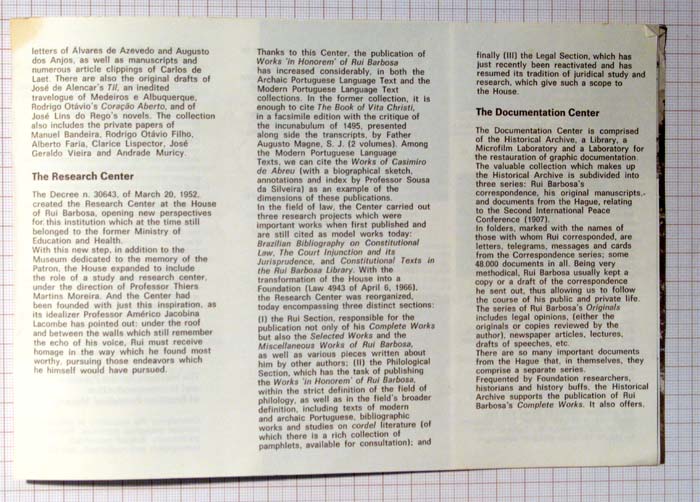 letters of Alvares de Azevedo and Augusto
dos Anjos, as well as manuscripts and
numerous article clippings of Carlos de
Laet. There are also the original drafts of
José de Alencar's Til, an inedited
travelogue of Medeiros e Albuquerque,
Rodrigo Otávio's Coração Aberto, and of
José Lins do Rego's novels. The collection
also includes the private papers of
Manuel Bandeira, Rodrigo Otávio Filho,
Alberto Faria, Clarice Lispector, José
Geraldo Vieira and Andrade Muricy.
The Research Center
The Decree n. 30643, of March 20, 1952,
created the Research Center at the House
of Rui Barbosa, opening new perspectives
for this institution which at the time still
belonged to the former Ministry of
Education and Health.
With this new step, in addition to the
Museum dedicated to the memory of the
Patron, the House expanded to include
the role of a study and research center,
under the direction of Professor Thiers
Martins Moreira. And the Center had
been founded with just this inspiration, as
its idealizer Professor Américo Jacobina
Lacombe has pointed out: under the roof
and between the walls which still remember
the echo of his voice, Rui must receive
homage in the way which he found most
worthy, pursuing those endeavors which
he himself would have pursued.
Thanks to this Center, the publication of
Works 'in Honorem' of Rui Barbosa
has increased considerably, in both the
Archaic Portuguese Language Text and the
Modern Portuguese Language Text
collections. In the former collection, it is
enough to cite The Book of Vita Christi,
in a facsimile edition with the critique of
the incunabulum of 1495, presented
along side the transcripts, by Father
Augusto Magne, S. J. (2 volumes). Among
the Modern Portuguese Language
Texts, we can cite the Works of Casimiro
de Abreu (with a biographical sketch,
annotations and index by Professor Sousa
da Silveira) as an example of the
dimensions of these publications.
In the field of law, the Center carried out
three research projects which were
important works when first published and
are still cited as model works today:
Brazilian Bibliography on Constitutional
Law, The Court Injunction and its
Jurisprudence, and Constitutional Texts in
the Rui Barbosa Library. With the
transformation of the House into a
Foundation (Law 4943 of April 6, 1966),
the Research Center was reorganized,
today encompassing three distinct sections:
(I) the Rui Section, responsible for the
publication not only of his Complete Works
but also the Selected Works and the
Miscellaneous Works of Rui Barbosa,
as well as various pieces written about
him by other authors; (II) the Philological
Section, which has the task of publishing
the Works 'in Honorem' of Rui Barbosa,
within the strict definition of the field of
philology, as well as in the field's broader
definition, including texts of modern
and archaic Portuguese, bibliographic
works and studies on cordel literature (of
which there is a rich collection of
pamphlets, available for consultation); and
finally (III) the Legal Section, which has
just recently been reactivated and has
resumed its tradition of juridical study and
research, which give such a scope to
the House.
The Documentation Center
The Documentation Center is comprised
of the Historical Archive, a Library, a
Microfilm Laboratory and a Laboratory for
the restauration of graphic documentation.
The valuable collection which makes up
the Historical Archive is subdivided into
three series: Rui Barbosa's
correspondence, his original manuscripts,
and documents from the Hague, relating
to the Second International Peace
Conference (1907).
In folders, marked with the names of
those with whom Rui corresponded, are
letters, telegrams, messages and cards
from the Correspondence series; some
48.000 documents in all. Being very
methodical, Rui Barbosa usually kept a
copy or a draft of the correspondence
he sent out, thus allowing us to follow
the course of his public and private life.
The series of Rui Barbosa's Originals
includes legal opinions, (either the
originals or copies reviewed by the
author), newspaper articles, lectures,
drafts of speeches, etc.
There are so many important documents
from the Hague that, in themselves, they
comprise a separate series.
Frequented by Foundation researchers,
historians and history buffs, the Historical
Archive supports the publication of Rui
Barbosa's Complete Works. It also offers,